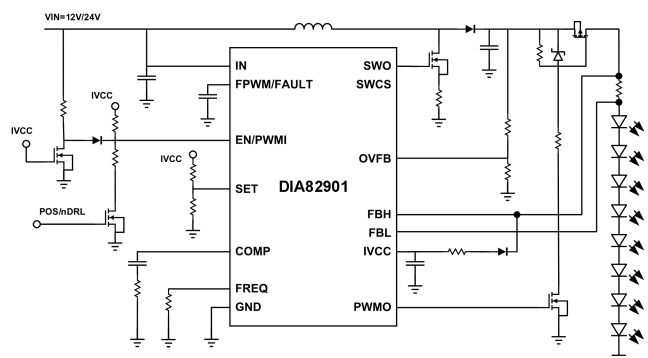 VIN=12V/24V
IN
FPWM/FAULT
IVCC
IVCC
EN/PWMI
IVCC
SET
POS/nDRL
COMP
FREQ
GND
DIA82901
SWO
SWCS
OVFB
FBH
FBL
IVCC
PWMO